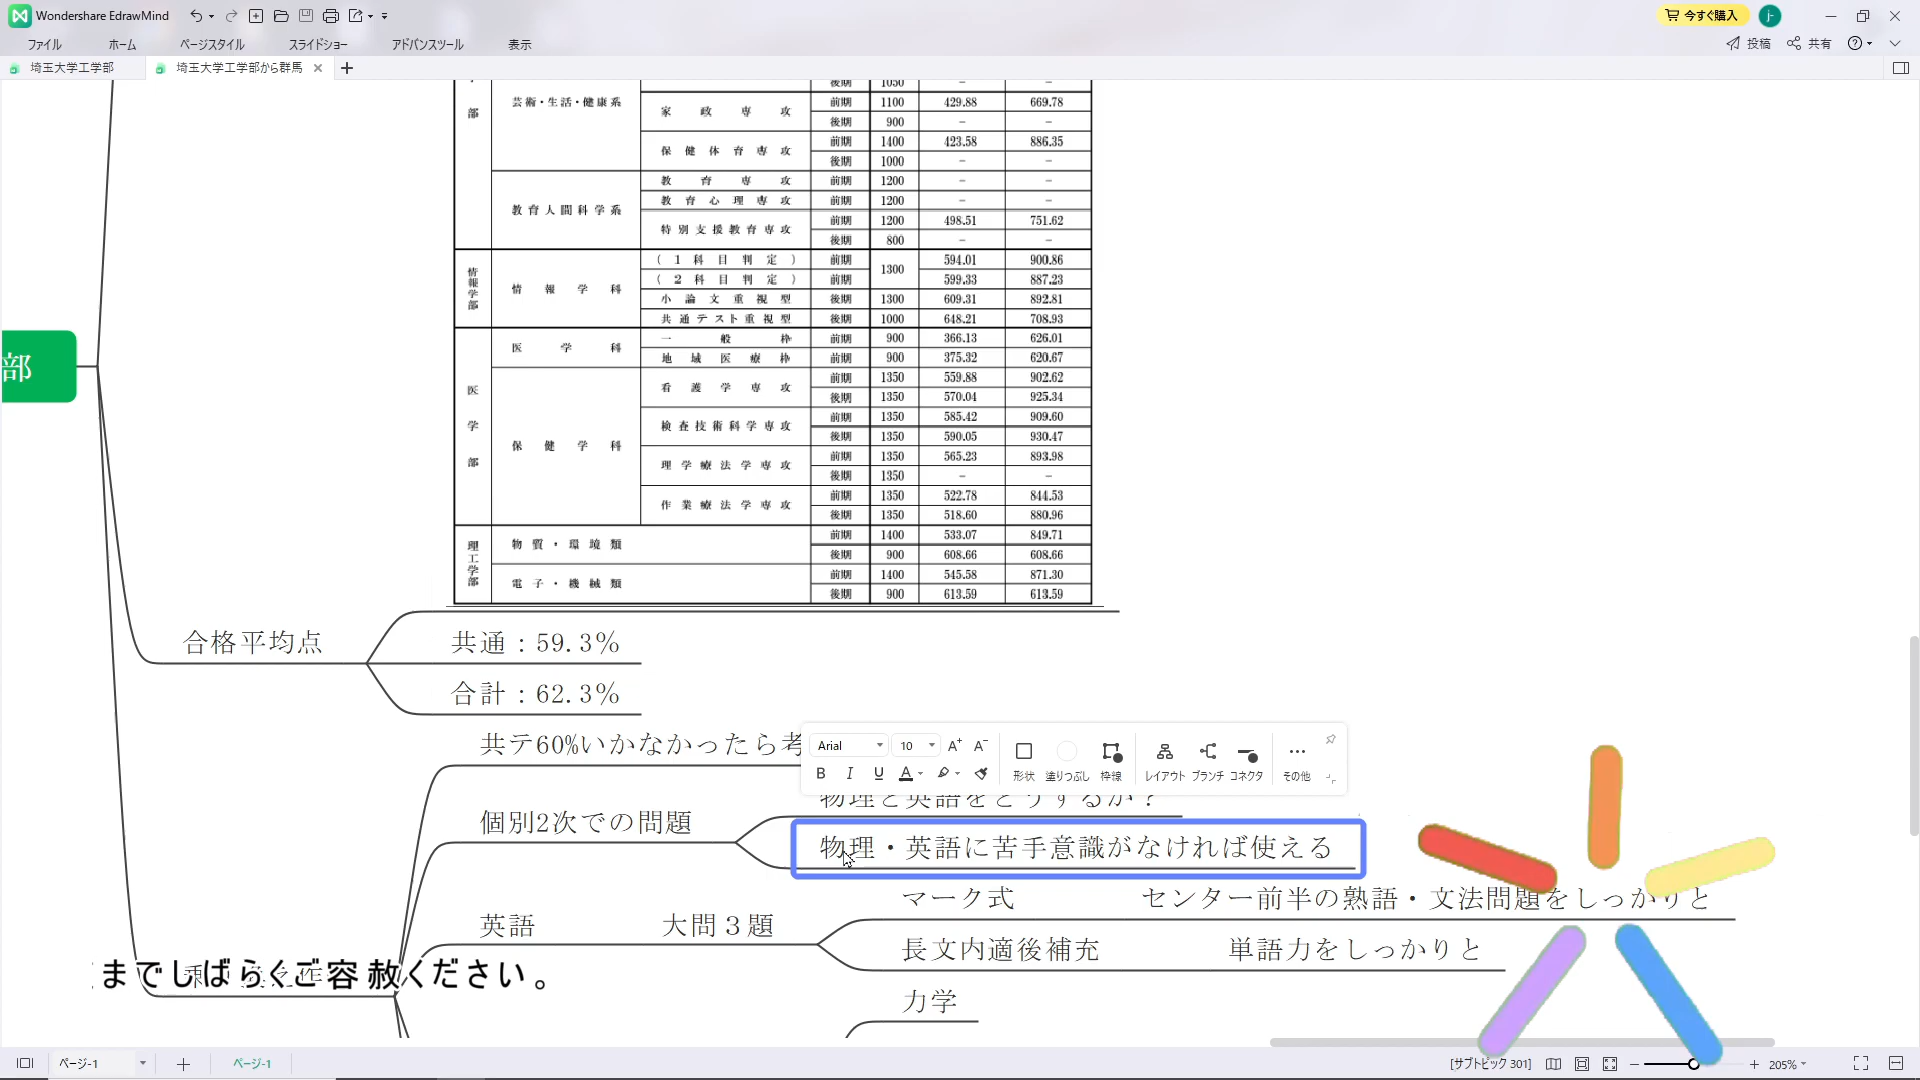 Wondershare EdrawMind
今すぐ購入
j-
ファイル ホーム ページスタイル スライドショー アドバンスツール 表示
投稿 共有
埼玉大学工学部 埼玉大学工学部から群馬
後期 1050 – –
部 芸術・生活・健康系 家政専攻 前期 1100 429.88 669.78
後期 900 – –
保健体育専攻 前期 1400 423.58 886.35
後期 1000 – –
教育人間科学系 教育専攻 前期 1200 – –
教育心理専攻 前期 1200 – –
特別支援教育専攻 前期 1200 498.51 751.62
後期 800 – –
情報学部 情報学科 (1科目判定) 前期 1300 594.01 900.86
(2科目判定) 前期 599.33 887.23
小論文重視型 後期 1300 609.31 892.81
共通テスト重視型 後期 1000 648.21 708.93
医学部 医学科 一般枠 前期 900 366.13 626.01
地域医療枠 前期 900 375.32 620.67
保健学科 看護学専攻 前期 1350 559.88 902.62
後期 1350 570.04 925.34
検査技術科学専攻 前期 1350 585.42 909.60
後期 1350 590.05 930.47
理学療法学専攻 前期 1350 565.23 893.98
後期 1350 – –
作業療法学専攻 前期 1350 522.78 844.53
後期 1350 518.60 880.96
理工学部 物質・環境類 前期 1400 533.07 849.71
後期 900 608.66 608.66
電子・機械類 前期 1400 545.58 871.30
後期 900 613.59 613.59
部
合格平均点
共通：59.3%
合計：62.3%
共テ60%いかなかったら考
Arial 10 A+ A-
B I U A
形状 塗りつぶし 枠線 レイアウト ブランチ コネクタ その他
個別2次での問題
物理と英語をどうするか？
物理・英語に苦手意識がなければ使える
英語 大問３題
マーク式 センター前半の熟語・文法問題をしっかりと
長文内適後補充 単語力をしっかりと
力学
までしばらくご容赦ください。
ページ-1 ページ-1
[サブトピック 301] 205%